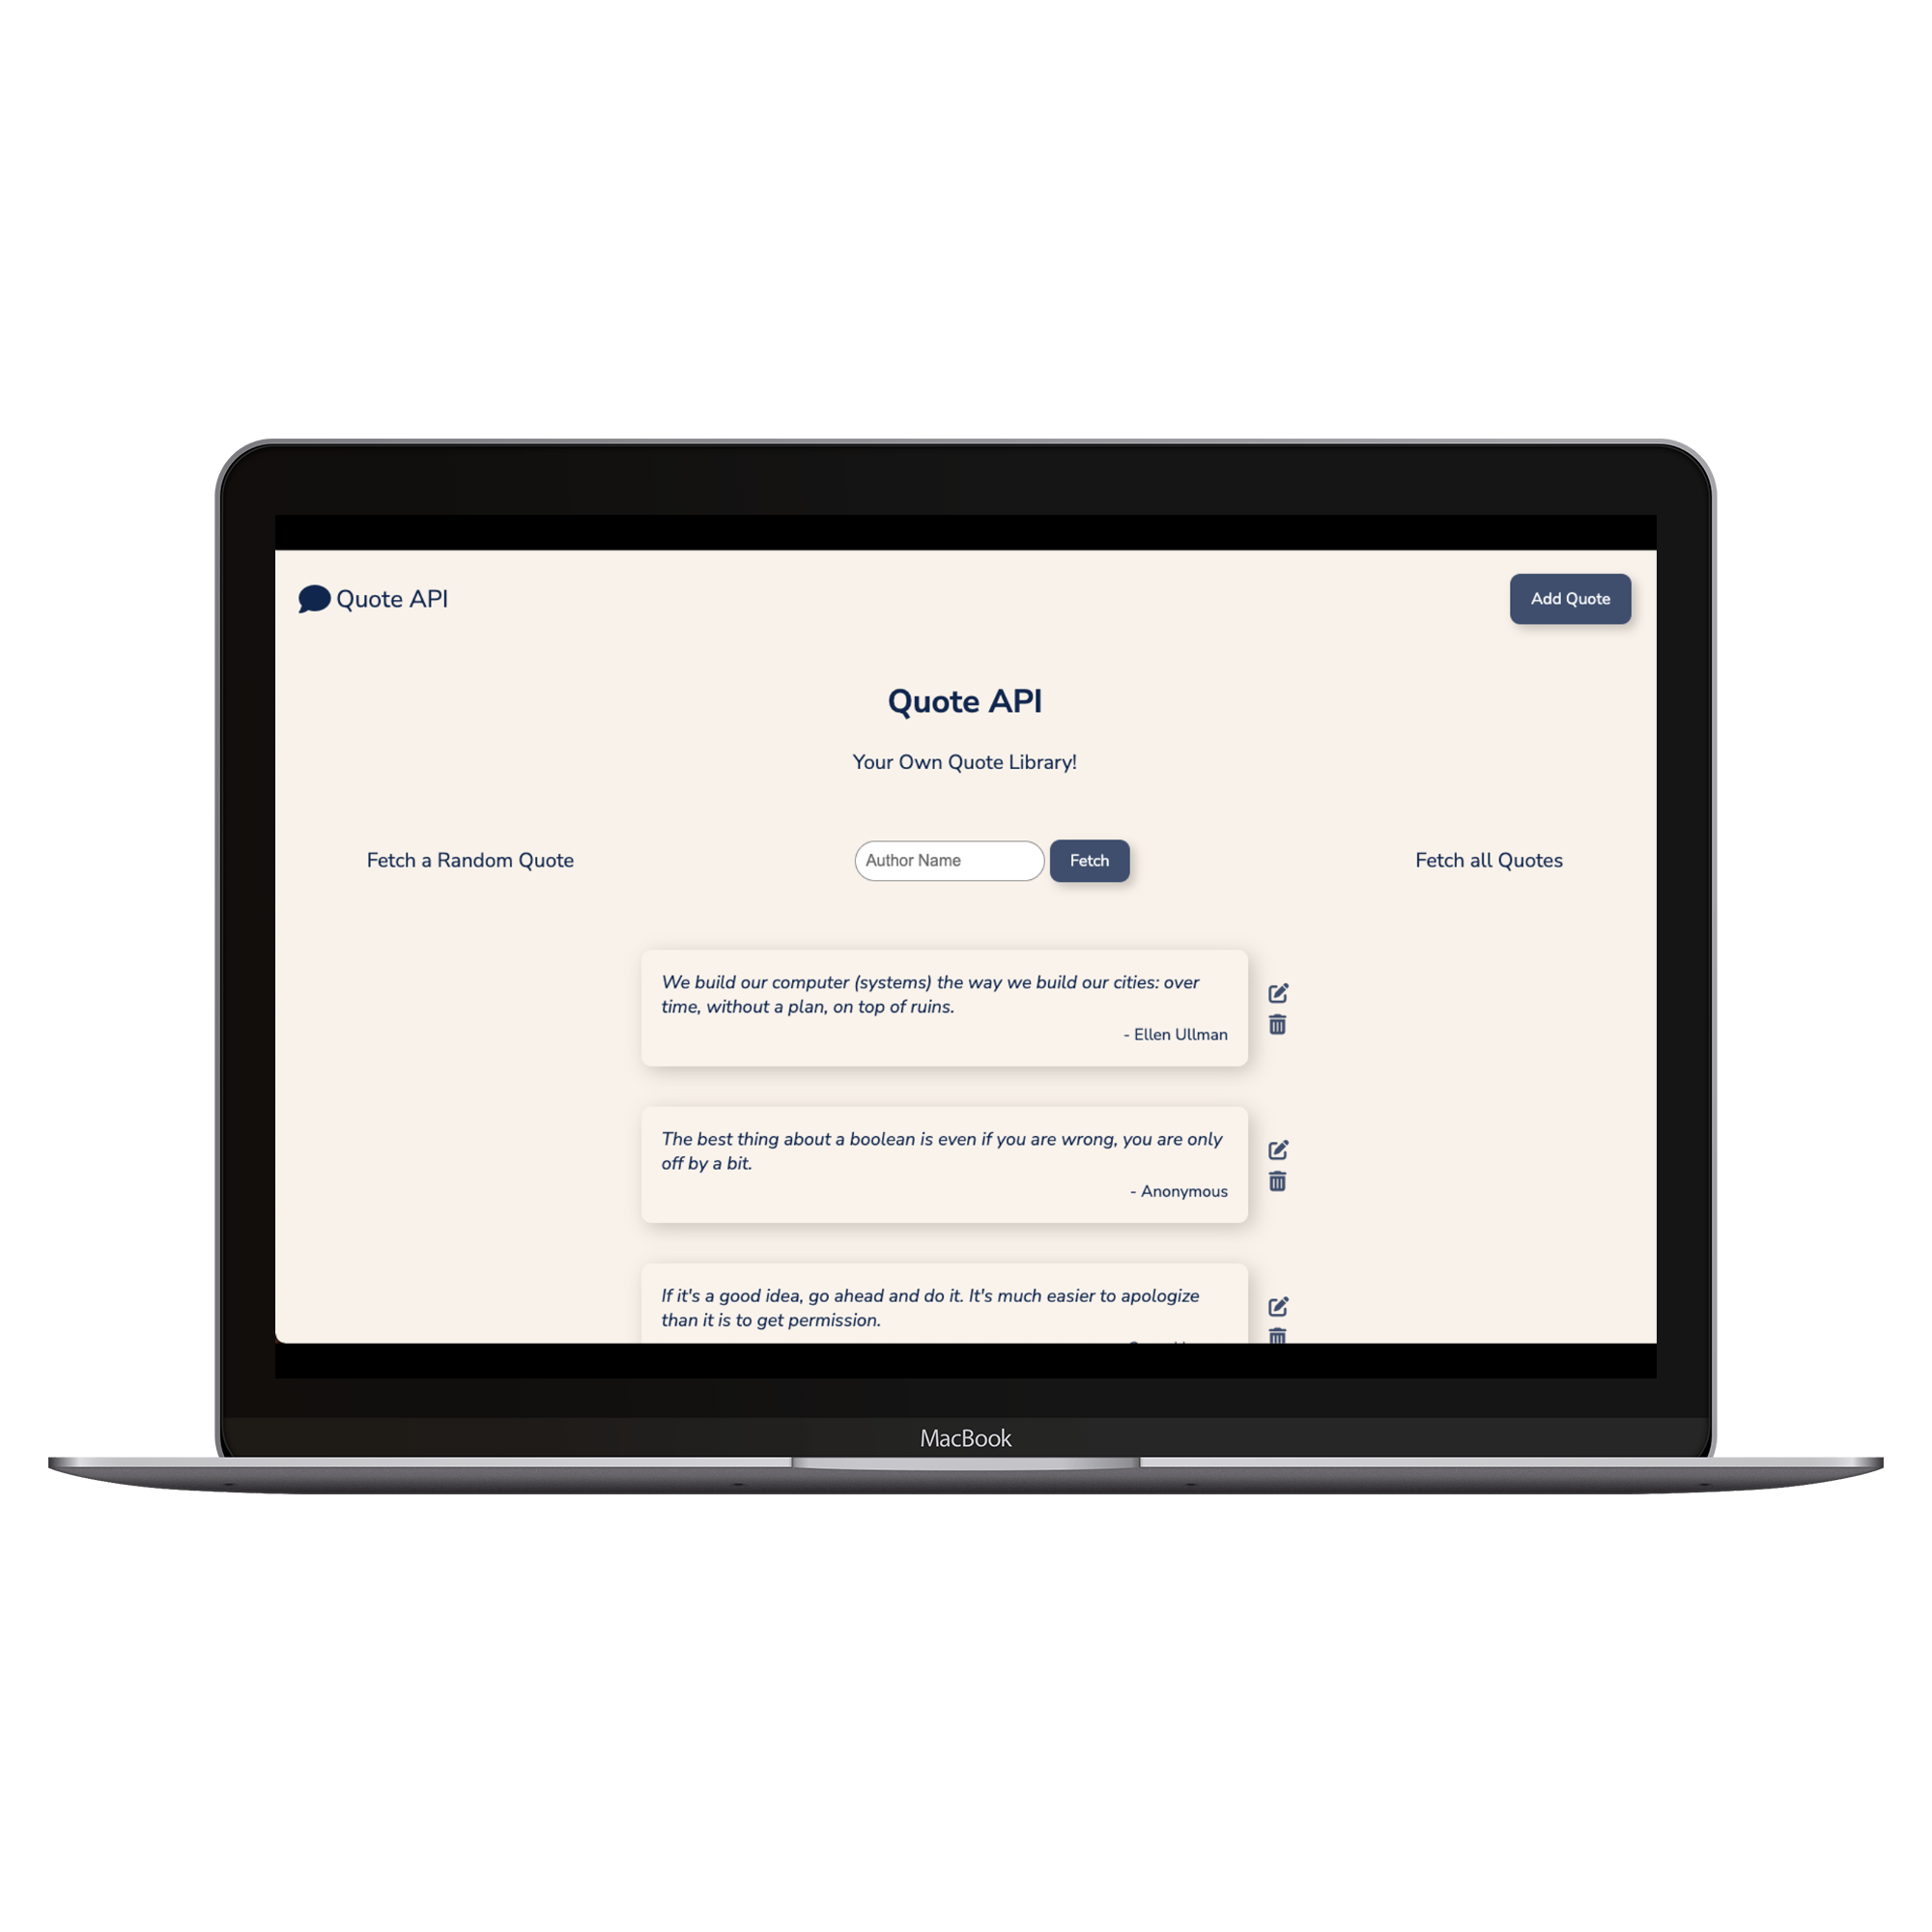 Quote API
Add Quote
Quote API
Your Own Quote Library!
Fetch a Random Quote
Author Name
Fetch
Fetch all Quotes
We build our computer (systems) the way we build our cities: over
time, without a plan, on top of ruins.
- Ellen Ullman
The best thing about a boolean is even if you are wrong, you are only
off by a bit.
- Anonymous
If it's a good idea, go ahead and do it. It's much easier to apologize
than it is to get permission.
MacBook